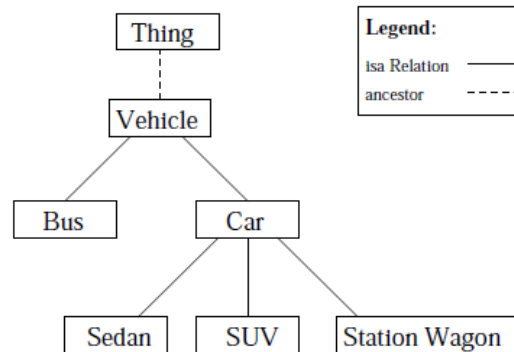 Thing
Legend:
isa Relation
ancestor
Vehicle
Bus
Car
Sedan
SUV
Station Wagon